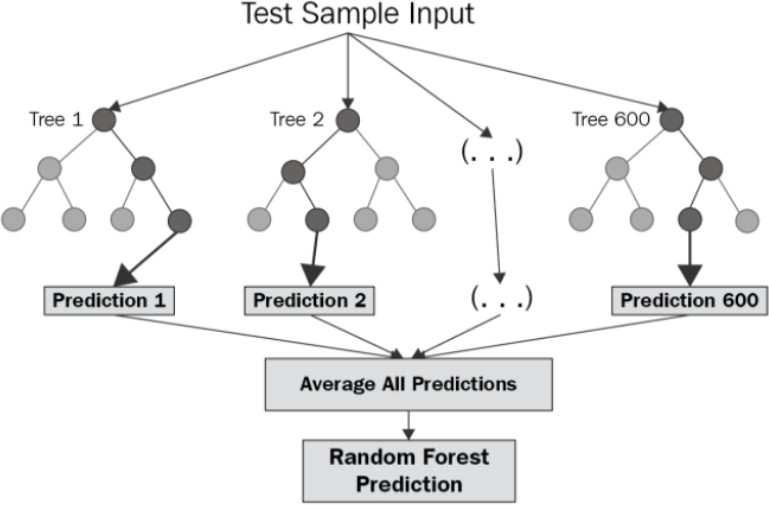 Test Sample Input
Tree 1
Tree 2
Tree 600
(. . .)
Prediction 1
Prediction 2
(. . .)
Prediction 600
Average All Predictions
Random Forest
Prediction